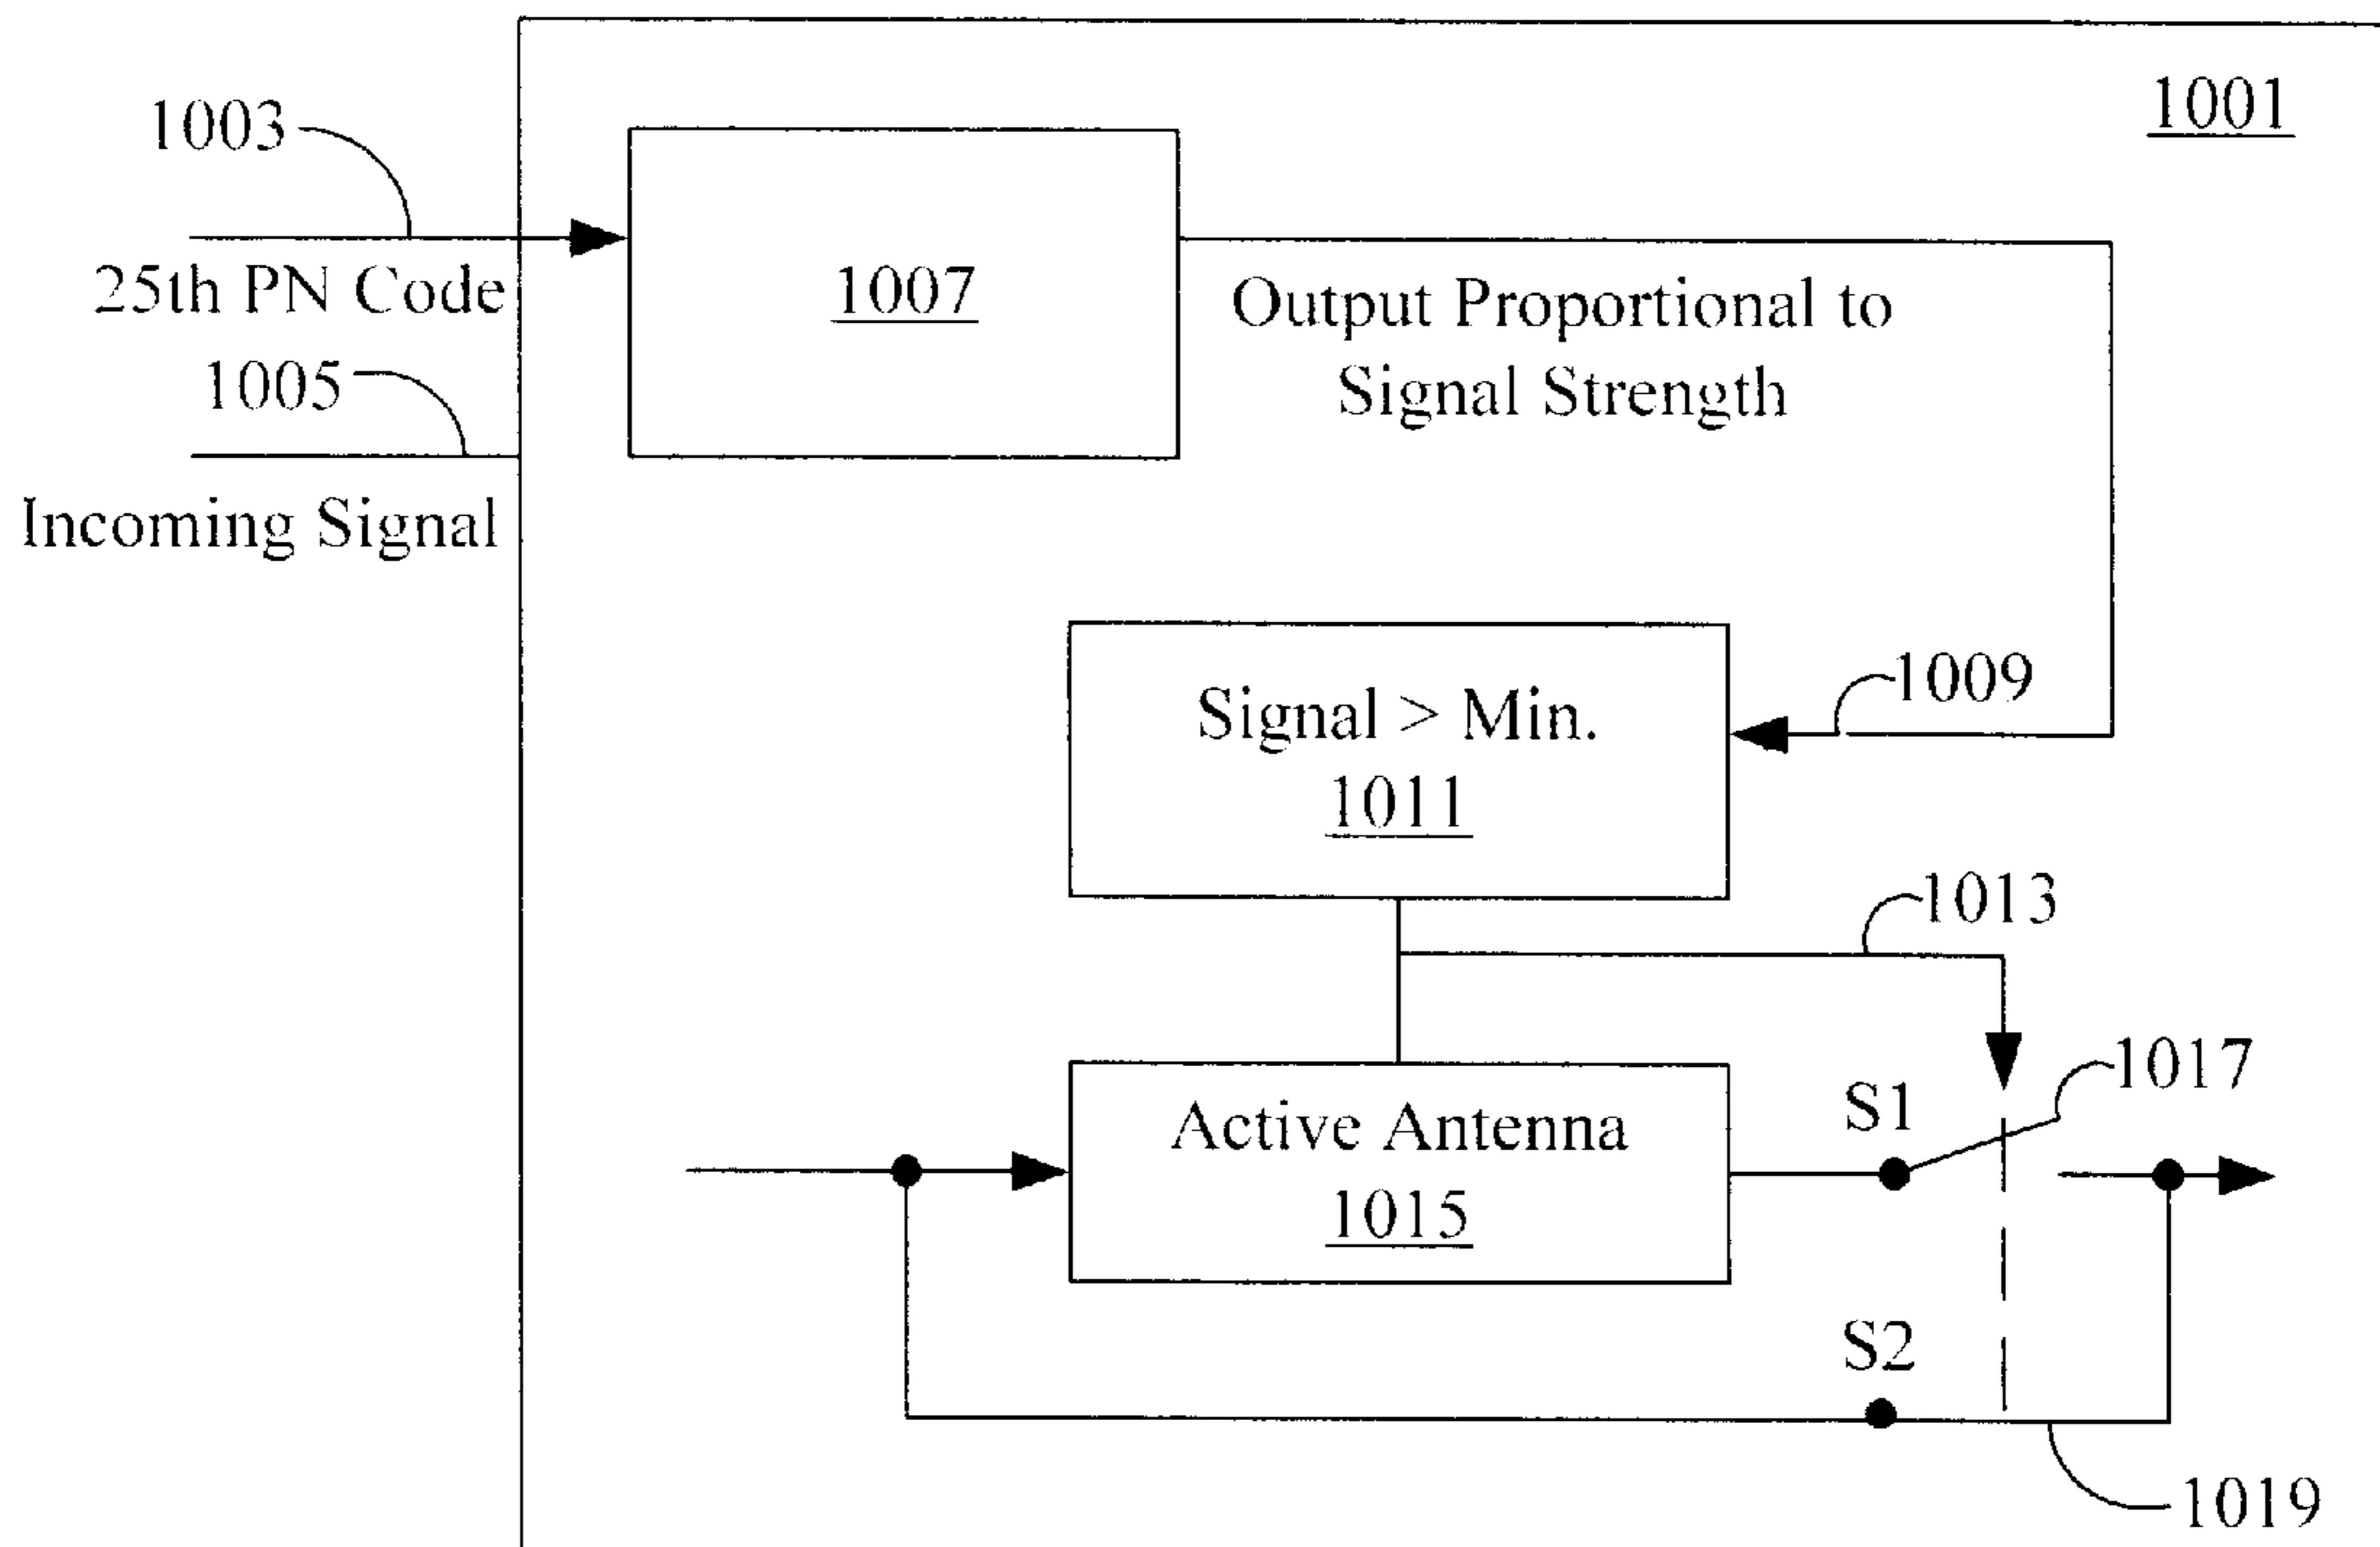 1001
1003
25th PN Code
1005
Incoming Signal
1007
Output Proportional to
Signal Strength
1009
Signal > Min.
1011
1013
Active Antenna
1015
S1
1017
S2
1019